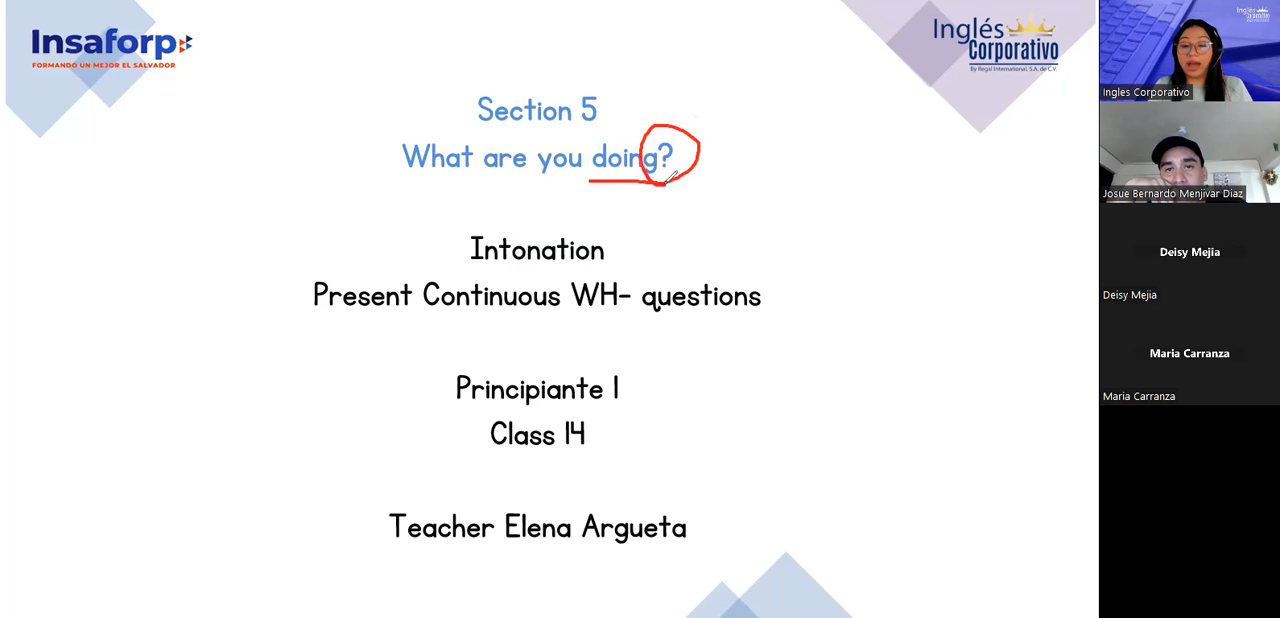 Insaforp
FORMANDO UN MEJOR EL SALVADOR
Inglés
Corporativo
By Regal International, S.A. de C.V.
Section 5
What are you doing?
Intonation
Present Continuous WH- questions
Principiante 1
Class 14
Teacher Elena Argueta
Inglés
Ingles Corporativo
Josue Bernardo Menjivar Diaz
Deisy Mejia
Deisy Mejia
Maria Carranza
Maria Carranza